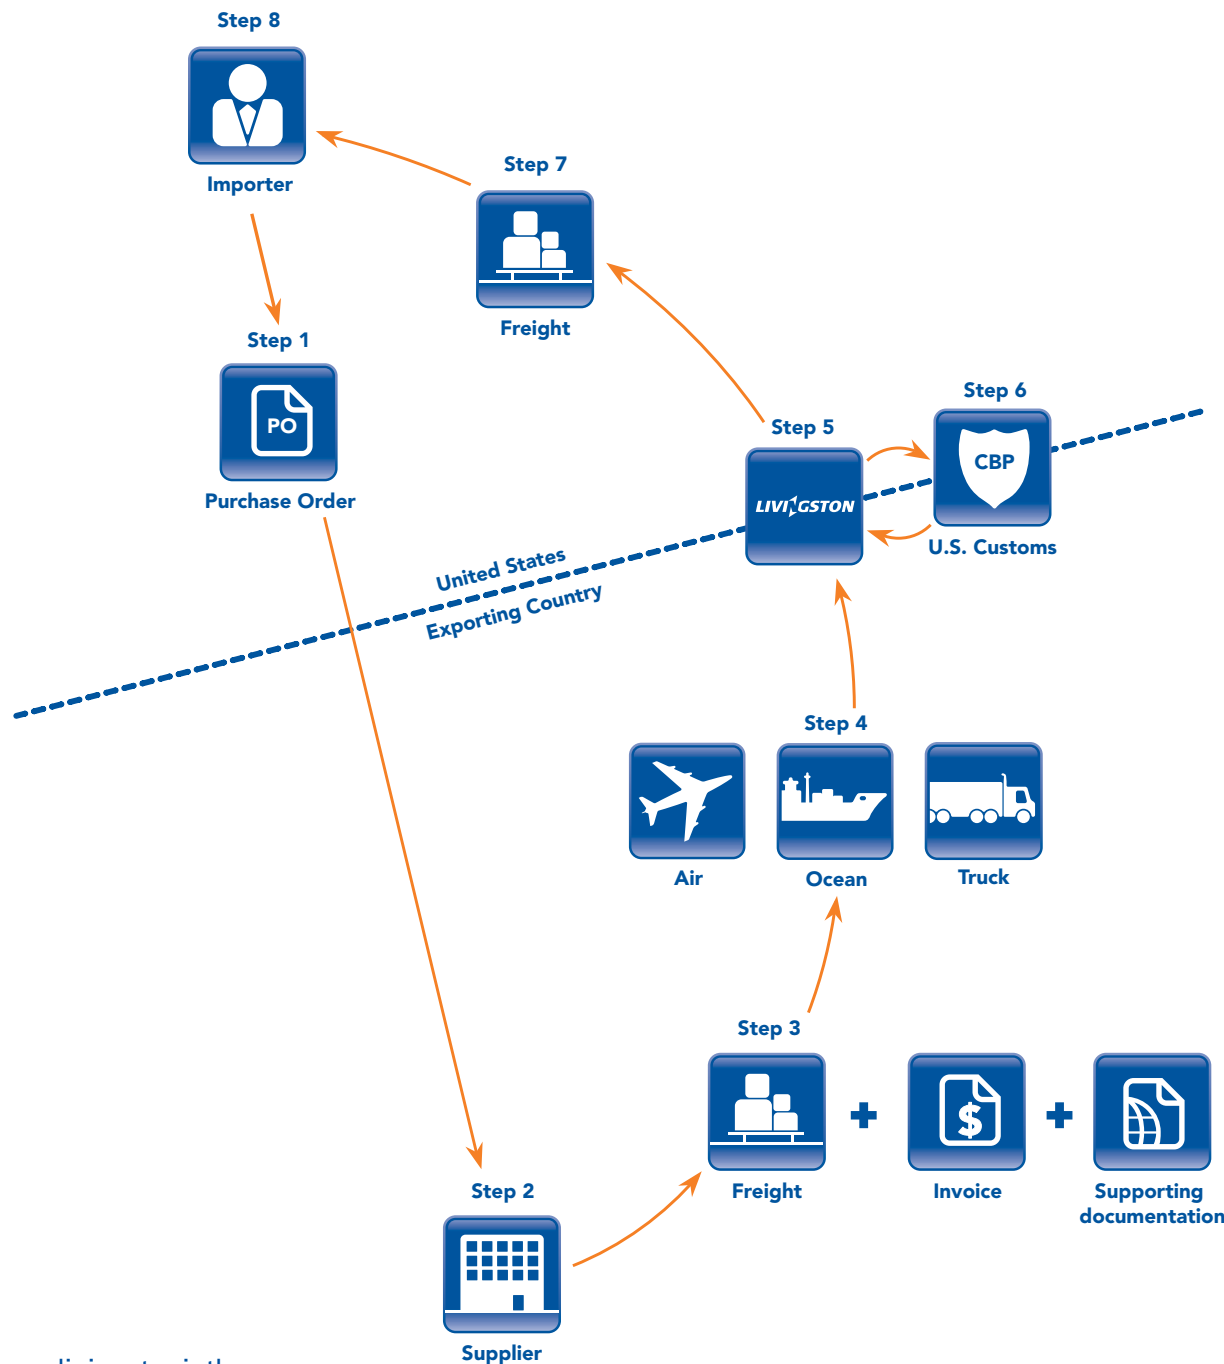 Step 8
Importer
Step 7
Freight
Step 1
PO
Purchase Order
Step 6
CBP
U.S. Customs
Step 5
LIVINGSTON
United States
Exporting Country
Step 4
Air
Ocean
Truck
Step 3
Freight
+
$
Invoice
+
Supporting
documentation
Step 2
Supplier